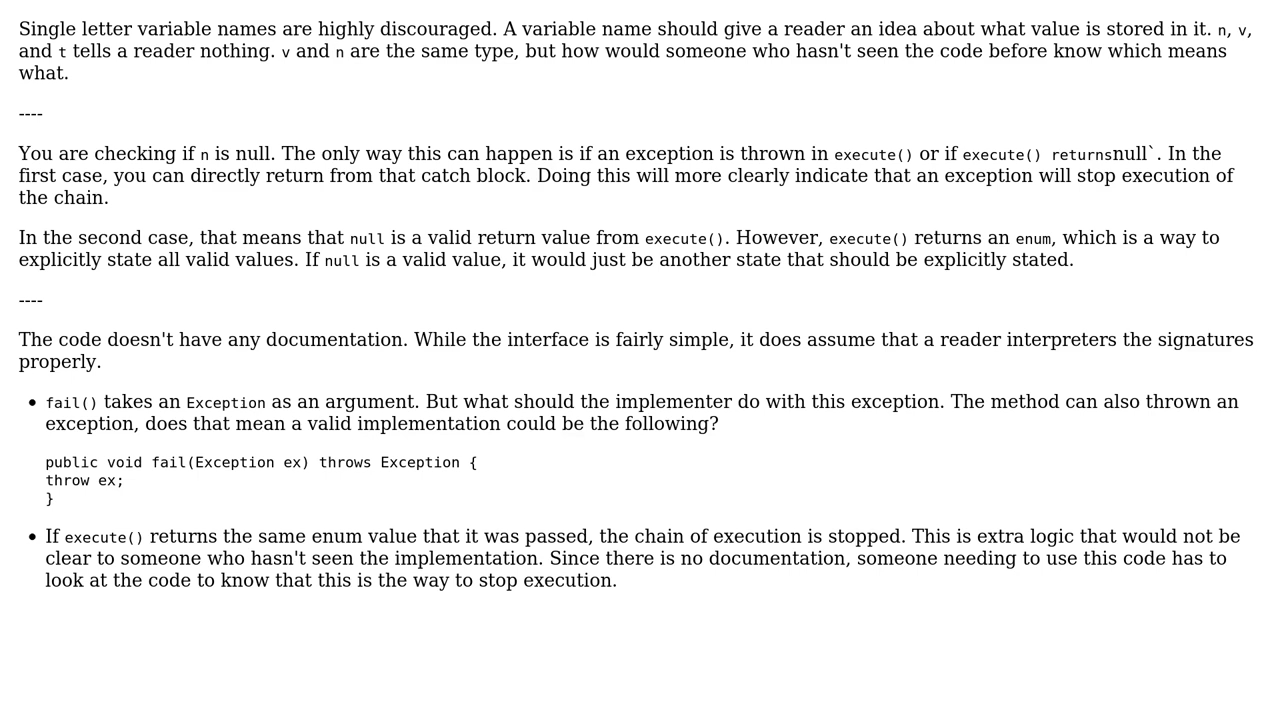 Single letter variable names are highly discouraged. A variable name should give a reader an idea about what value is stored in it. n, v,
and t tells a reader nothing. v and n are the same type, but how would someone who hasn't seen the code before know which means
what.
----
You are checking if n is null. The only way this can happen is if an exception is thrown in execute() or if execute() returnsnull`. In the
first case, you can directly return from that catch block. Doing this will more clearly indicate that an exception will stop execution of
the chain.
In the second case, that means that null is a valid return value from execute(). However, execute() returns an enum, which is a way to
explicitly state all valid values. If null is a valid value, it would just be another state that should be explicitly stated.
----
The code doesn't have any documentation. While the interface is fairly simple, it does assume that a reader interpreters the signatures
properly.
• fail() takes an Exception as an argument. But what should the implementer do with this exception. The method can also thrown an
exception, does that mean a valid implementation could be the following?
public void fail(Exception ex) throws Exception {
throw ex;
}
• If execute() returns the same enum value that it was passed, the chain of execution is stopped. This is extra logic that would not be
clear to someone who hasn't seen the implementation. Since there is no documentation, someone needing to use this code has to
look at the code to know that this is the way to stop execution.